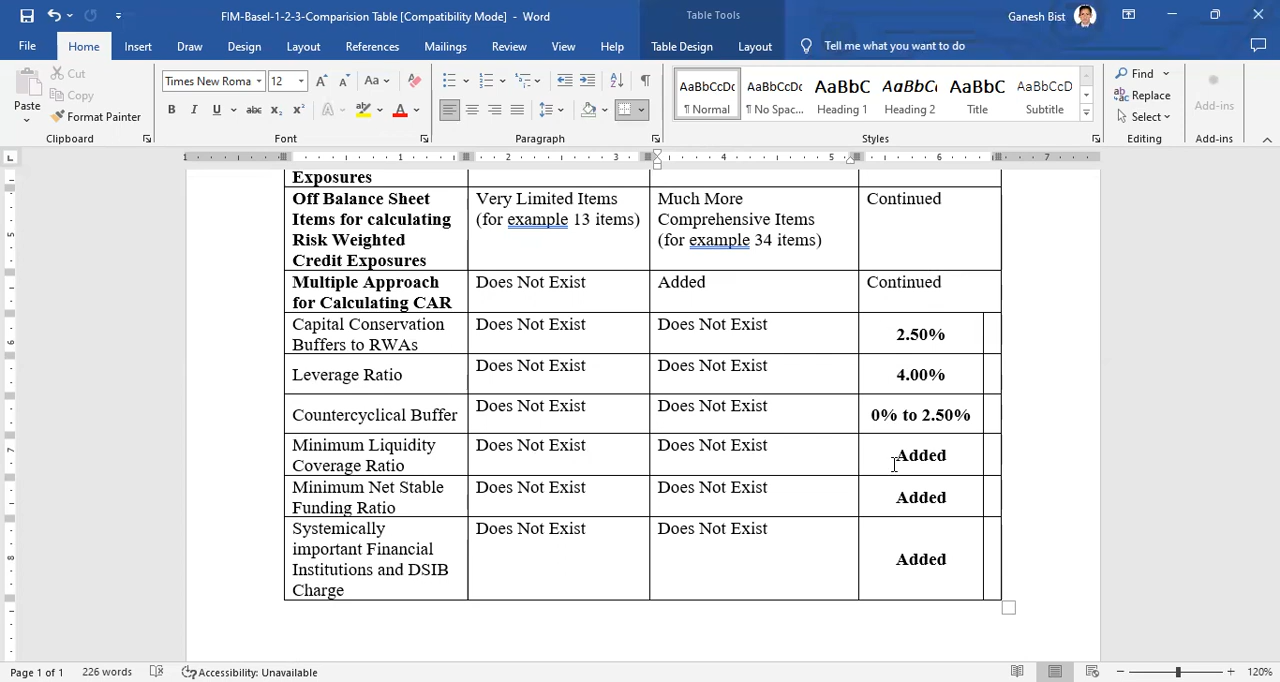 FIM-Basel-1-2-3-Comparision Table [Compatibility Mode] - Word
Table Tools
Ganesh Bist
File Home Insert Draw Design Layout References Mailings Review View Help Table Design Layout Tell me what you want to do
Paste
Cut
Copy
Format Painter
Clipboard
Times New Roma 12
Font
Paragraph
AaBbCcDc
¶ Normal
AaBbCcDc
¶ No Spac...
AaBbC
Heading 1
AaBbCc
Heading 2
AaBbC
Title
AaBbCcDc
Subtitle
Styles
Find
Replace
Select
Editing
Add-ins
Add-ins
Exposures
Off Balance Sheet
Items for calculating
Risk Weighted
Credit Exposures
Very Limited Items
(for example 13 items)
Much More
Comprehensive Items
(for example 34 items)
Continued
Multiple Approach
for Calculating CAR
Does Not Exist
Added
Continued
Capital Conservation
Buffers to RWAs
Does Not Exist
Does Not Exist
2.50%
Leverage Ratio
Does Not Exist
Does Not Exist
4.00%
Countercyclical Buffer
Does Not Exist
Does Not Exist
0% to 2.50%
Minimum Liquidity
Coverage Ratio
Does Not Exist
Does Not Exist
Added
Minimum Net Stable
Funding Ratio
Does Not Exist
Does Not Exist
Added
Systemically
important Financial
Institutions and DSIB
Charge
Does Not Exist
Does Not Exist
Added
Page 1 of 1 226 words Accessibility: Unavailable 120%